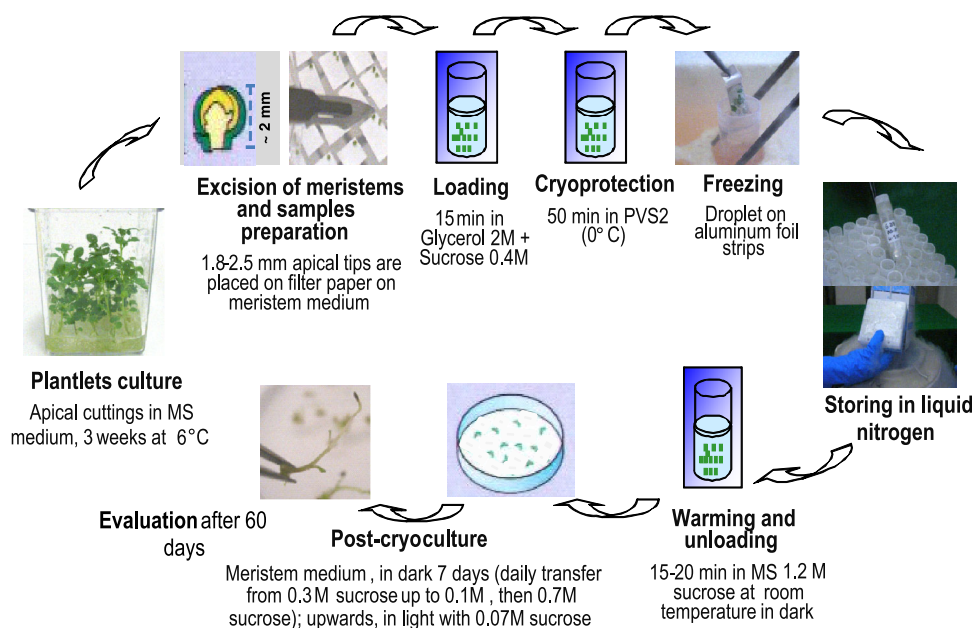 ~ 2 mm
Excision of meristems
and samples
preparation
1.8-2.5 mm apical tips are
placed on filter paper on
meristem medium
Loading
15 min in
Glycerol 2M +
Sucrose 0.4M
Cryoprotection
50 min in PVS2
(0° C)
Freezing
Droplet on
aluminum foil
strips
Storing in liquid
nitrogen
Warming and
unloading
15-20 min in MS 1.2 M
sucrose at room
temperature in dark
Post-cryoculture
Meristem medium, in dark 7 days (daily transfer
from 0.3M sucrose up to 0.1M, then 0.7M
sucrose); upwards, in light with 0.07M sucrose
Evaluation after 60
days
Plantlets culture
Apical cuttings in MS
medium, 3 weeks at 6°C